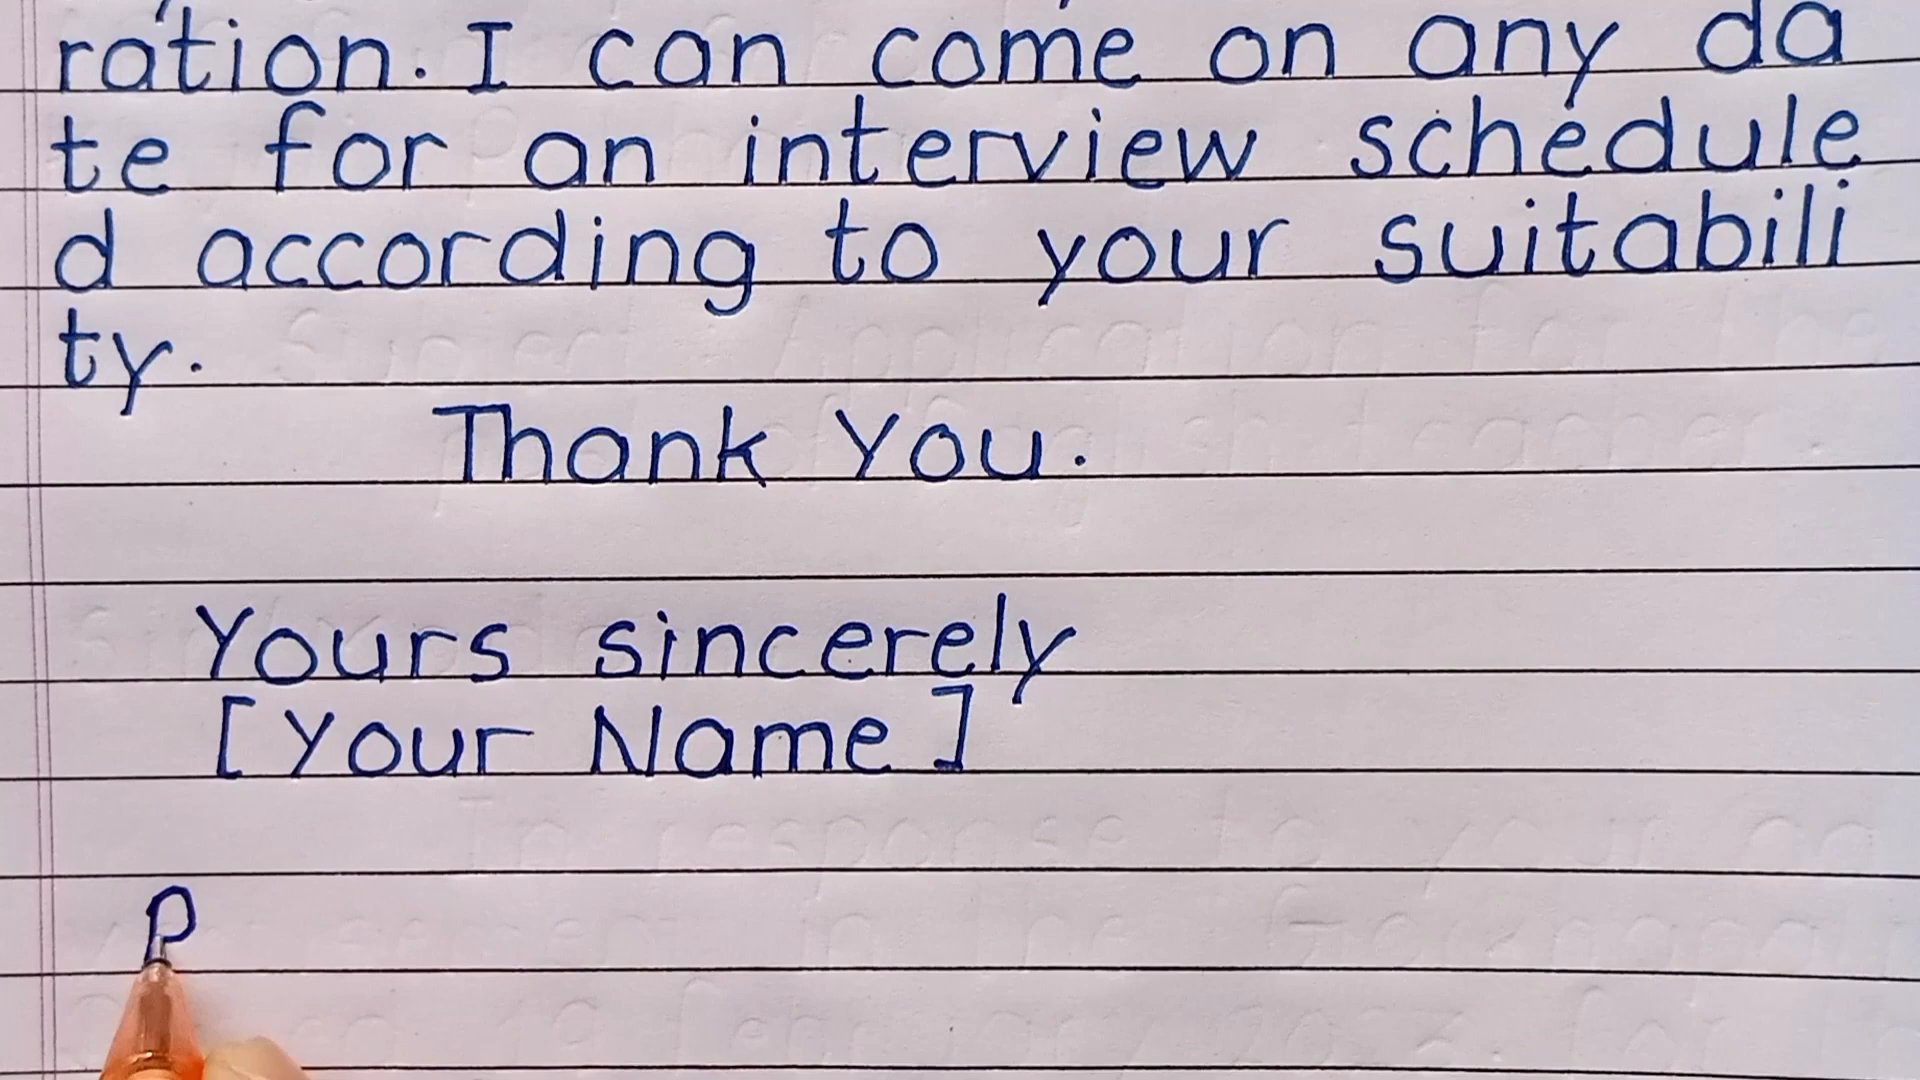 ration. I can come on any da
te for an interview schedule
d according to your suitabili
ty.
Thank You.
Yours sincerely
[Your Name]
P